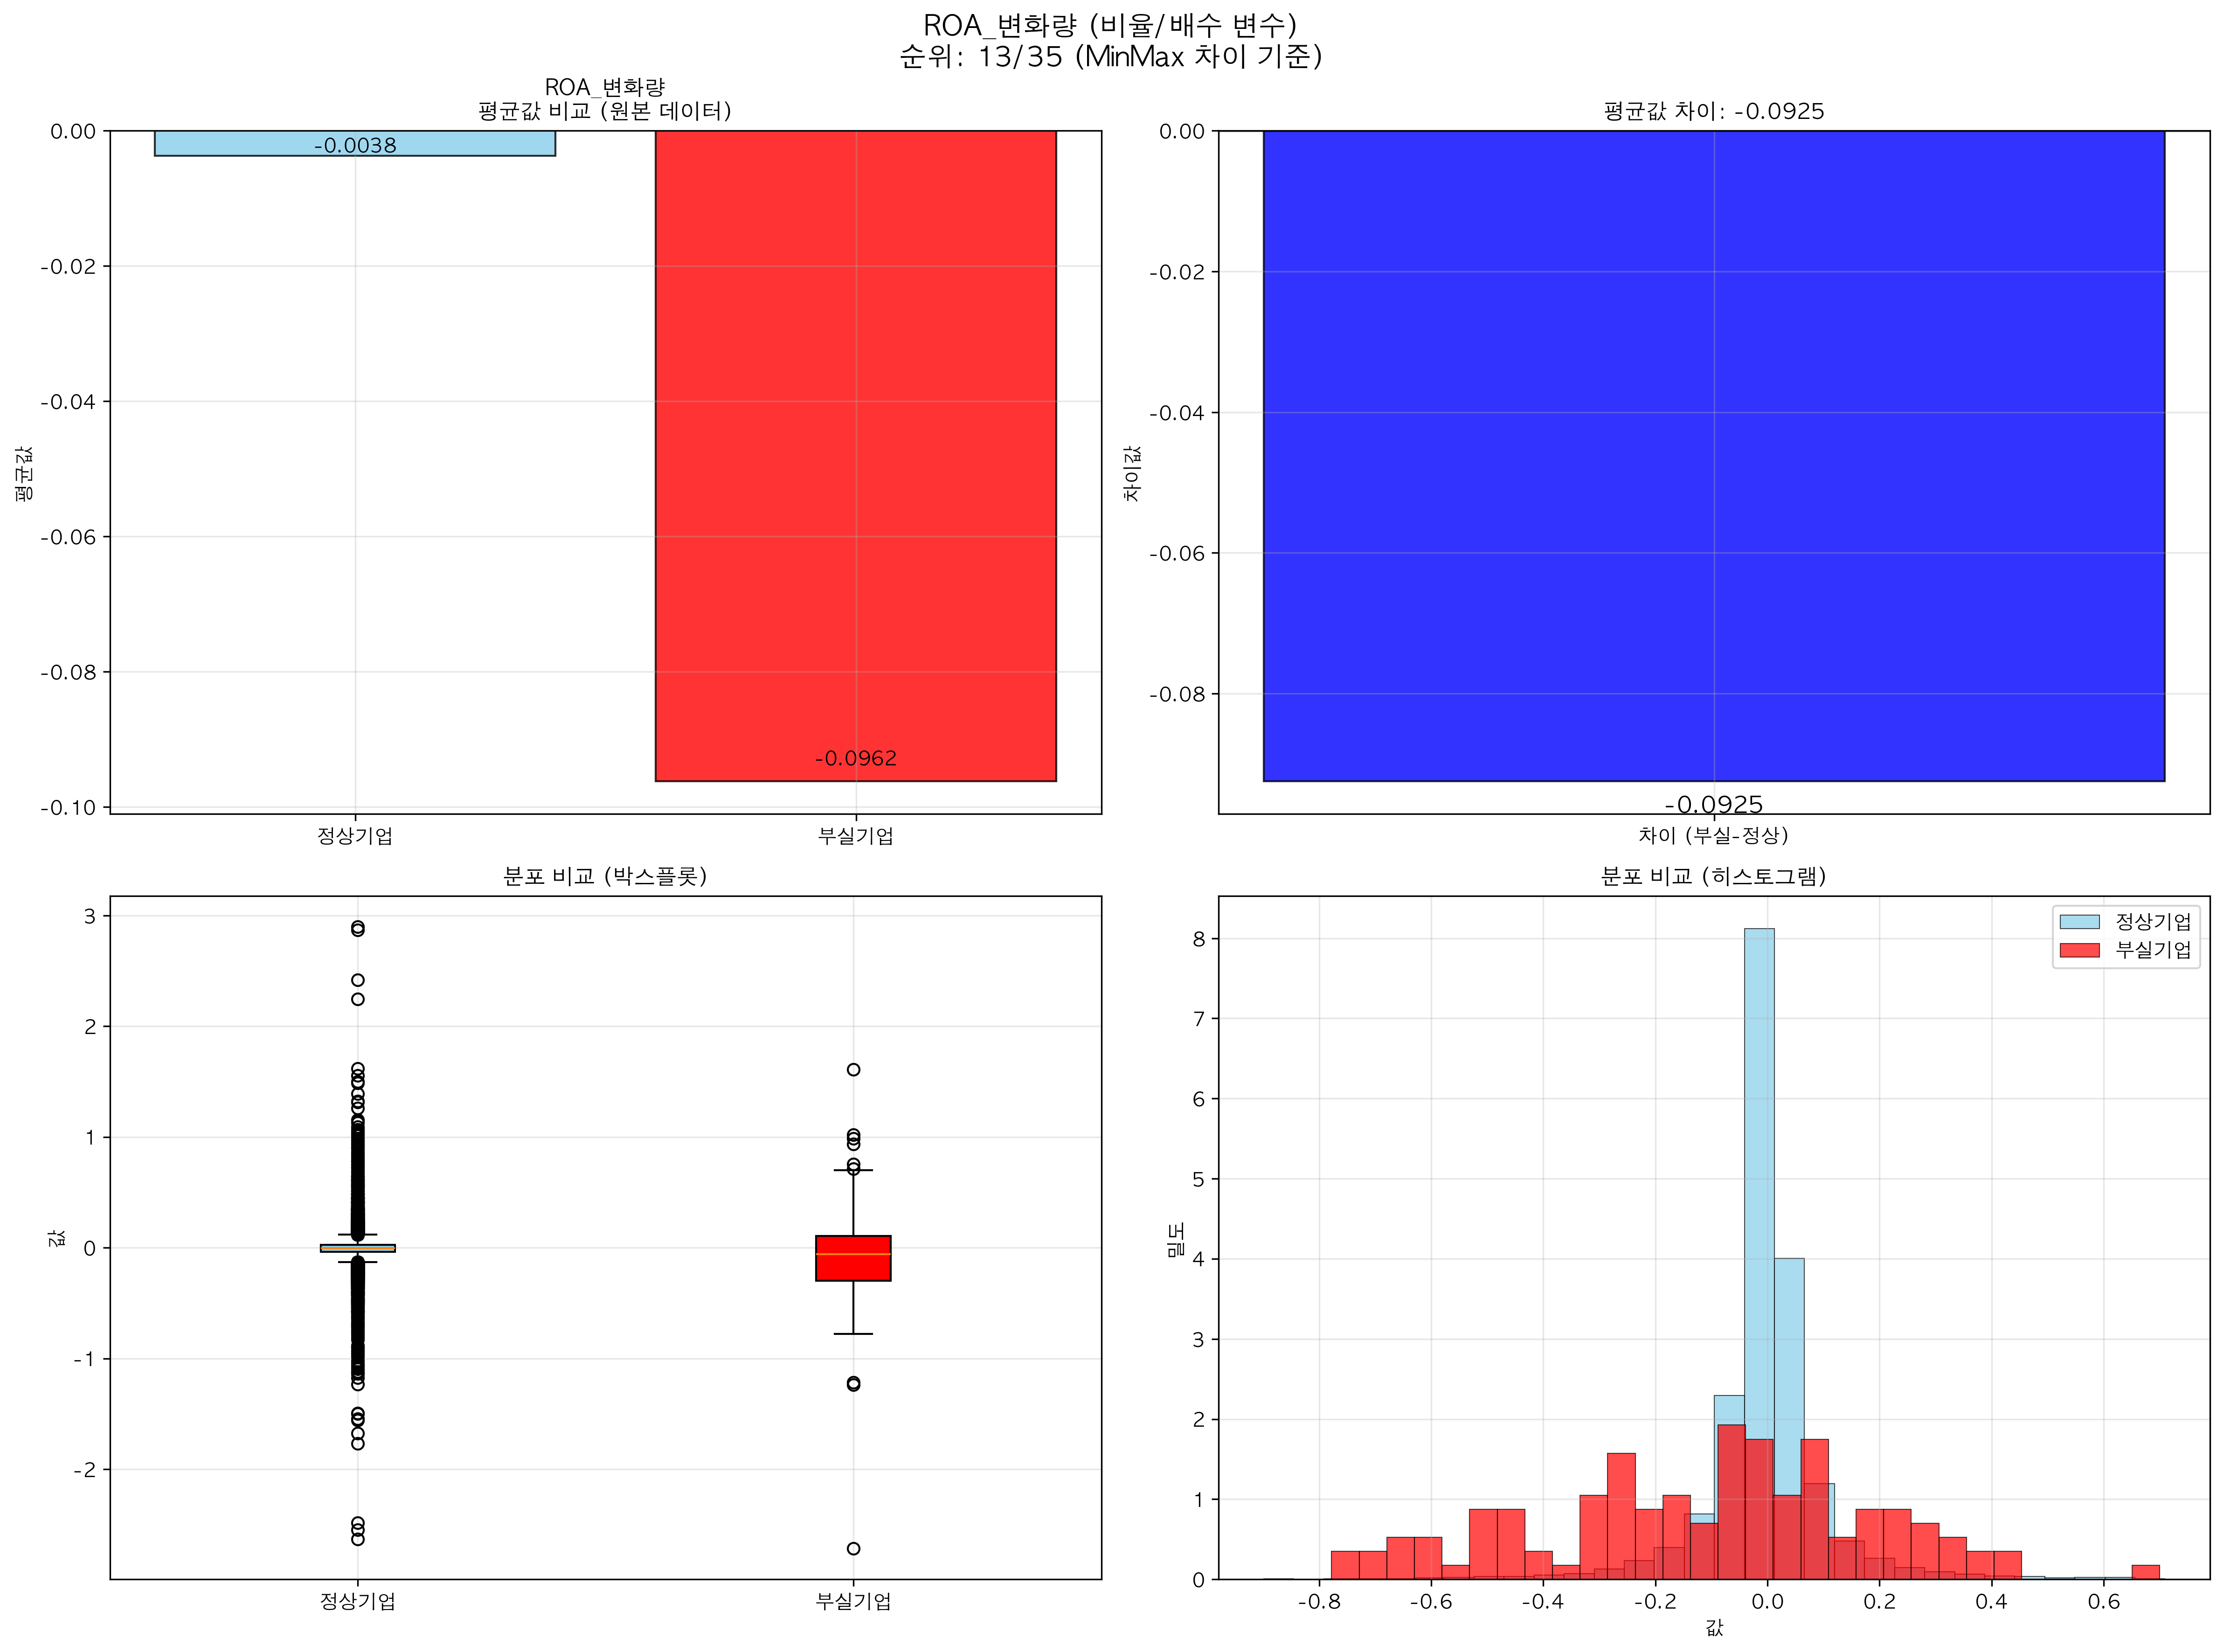 ROA_변화량 (비율/배수 변수)
순위: 13/35 (MinMax 차이 기준)
ROA_변화량
평균값 비교 (원본 데이터)
0.00
-0.02
-0.04
-0.06
-0.08
-0.10
평균값
-0.0038
-0.0962
정상기업
부실기업
평균값 차이: -0.0925
0.00
-0.02
-0.04
-0.06
-0.08
차이값
-0.0925
차이 (부실-정상)
분포 비교 (박스플롯)
3
2
1
0
-1
-2
값
정상기업
부실기업
분포 비교 (히스토그램)
정상기업
부실기업
8
7
6
5
4
3
2
1
0
밀도
-0.8
-0.6
-0.4
-0.2
0.0
0.2
0.4
0.6
값